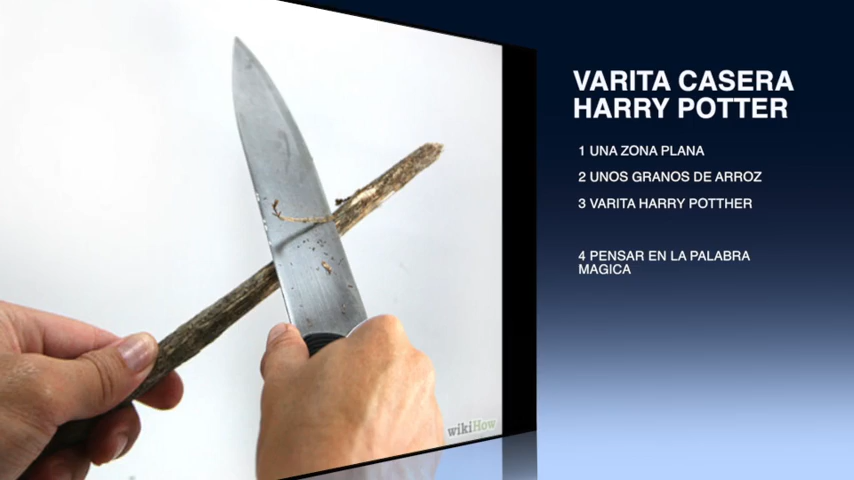 VARITA CASERA
HARRY POTTER
1 UNA ZONA PLANA
2 UNOS GRANOS DE ARROZ
3 VARITA HARRY POTTHER
4 PENSAR EN LA PALABRA
MAGICA
wikiHow